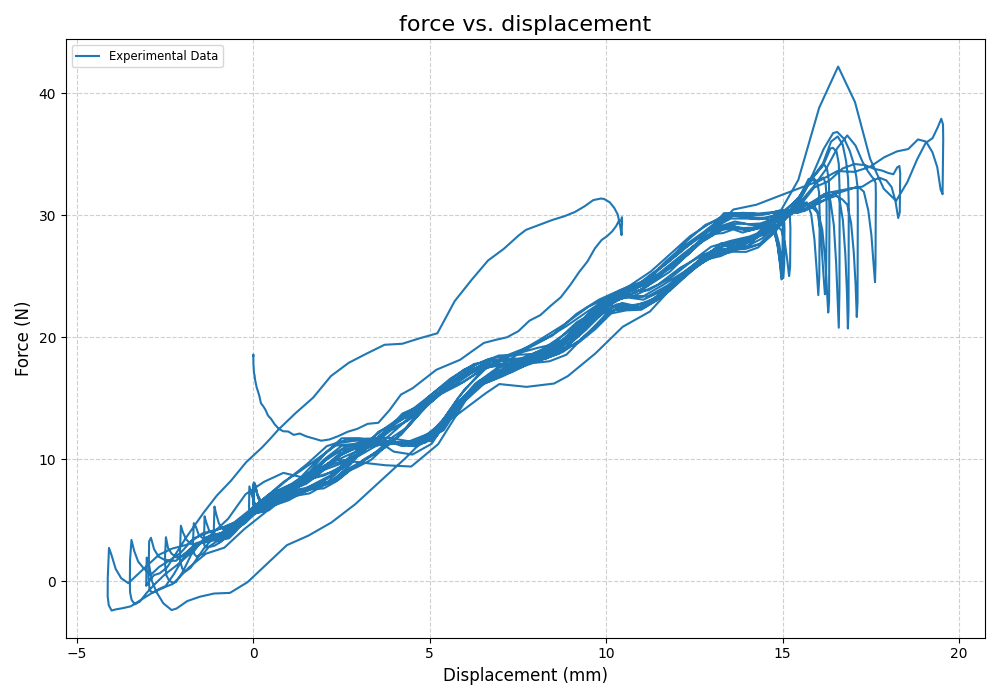 force vs. displacement
Experimental Data
Force (N)
40
30
20
10
0
−5
0
5
10
15
20
Displacement (mm)